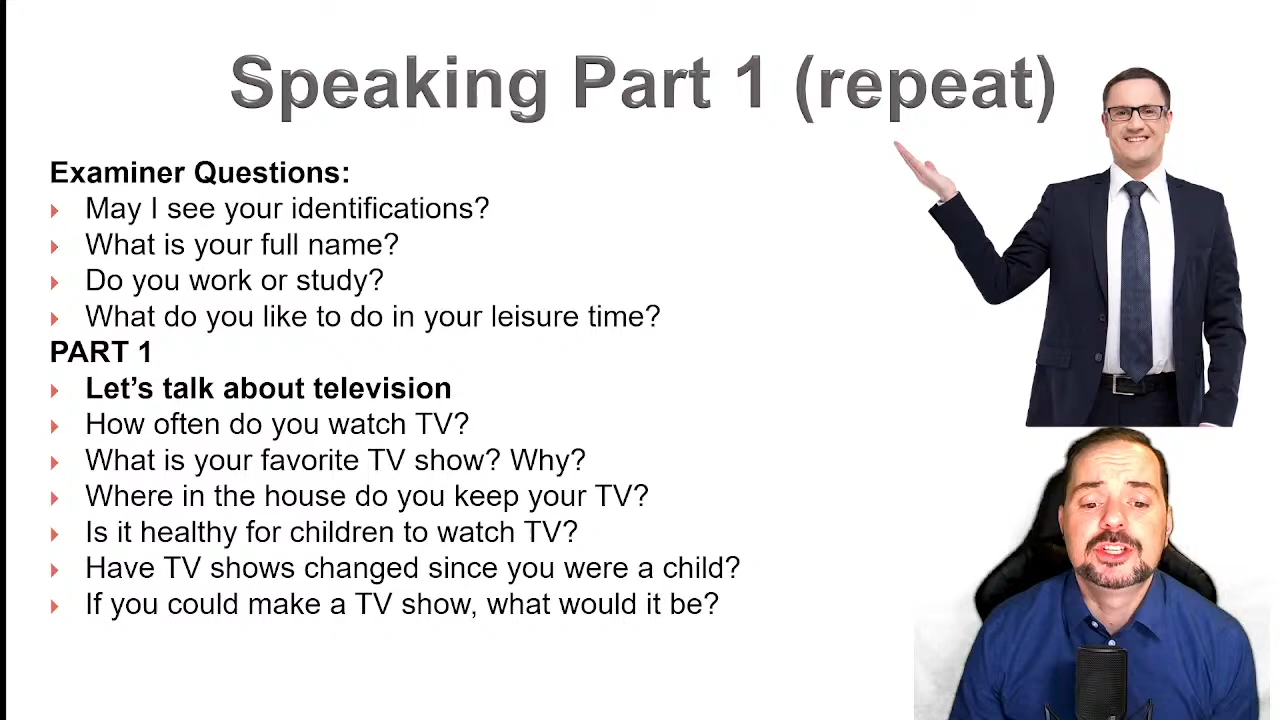 Speaking Part 1 (repeat)
Examiner Questions:
May I see your identifications?
What is your full name?
Do you work or study?
What do you like to do in your leisure time?
PART 1
Let’s talk about television
How often do you watch TV?
What is your favorite TV show? Why?
Where in the house do you keep your TV?
Is it healthy for children to watch TV?
Have TV shows changed since you were a child?
If you could make a TV show, what would it be?